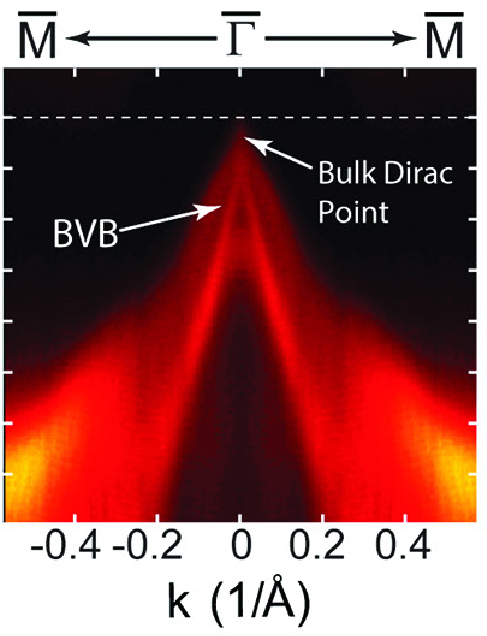 M̅ Γ̅ M̅
Bulk Dirac
Point
BVB
-0.4 -0.2 0 0.2 0.4
k (1/Å)